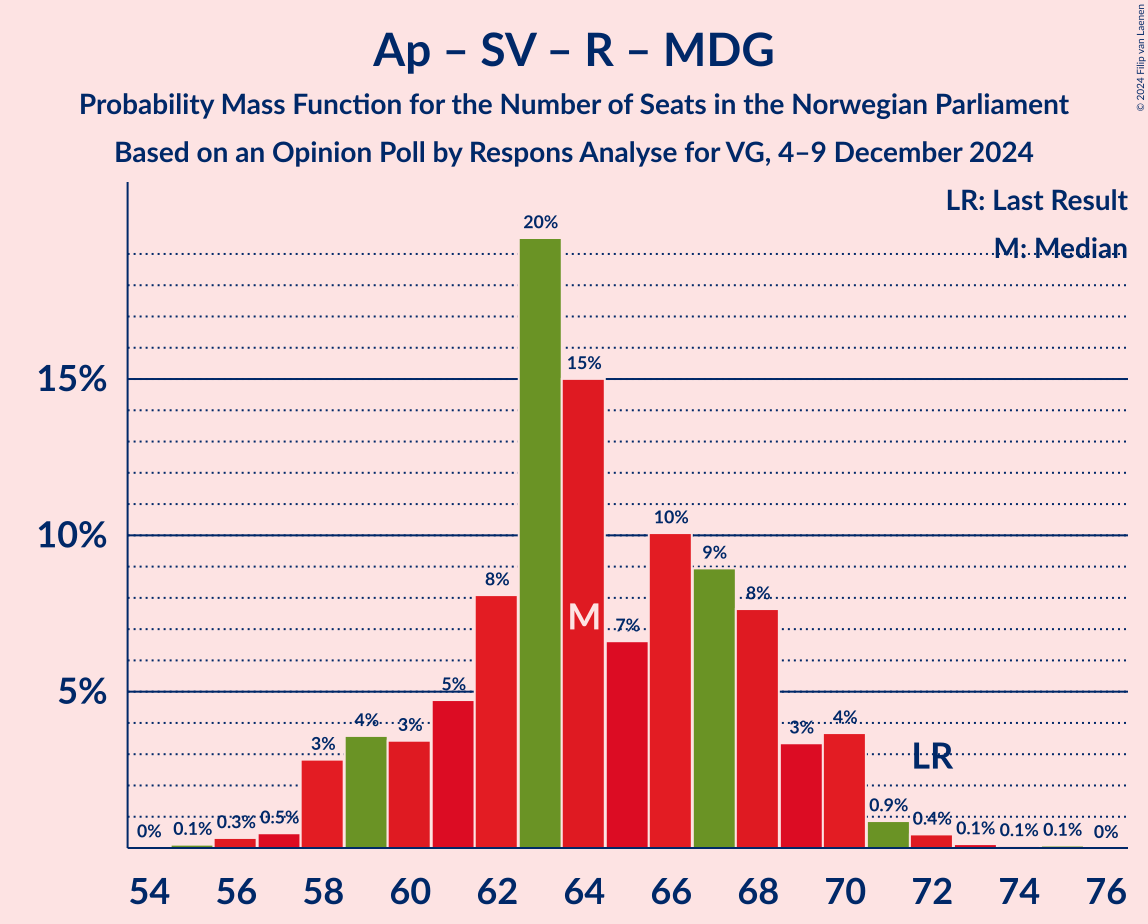 Ap – SV – R – MDG
Probability Mass Function for the Number of Seats in the Norwegian Parliament
Based on an Opinion Poll by Respons Analyse for VG, 4–9 December 2024
© 2024 Filip van Laenen
LR: Last Result
M: Median
15%
10%
5%
0%
0.1%
0.3%
0.5%
3%
4%
3%
5%
8%
20%
15%
7%
10%
9%
8%
3%
4%
0.9%
0.4%
0.1%
0.1%
0.1%
0%
M
LR
54 56 58 60 62 64 66 68 70 72 74 76